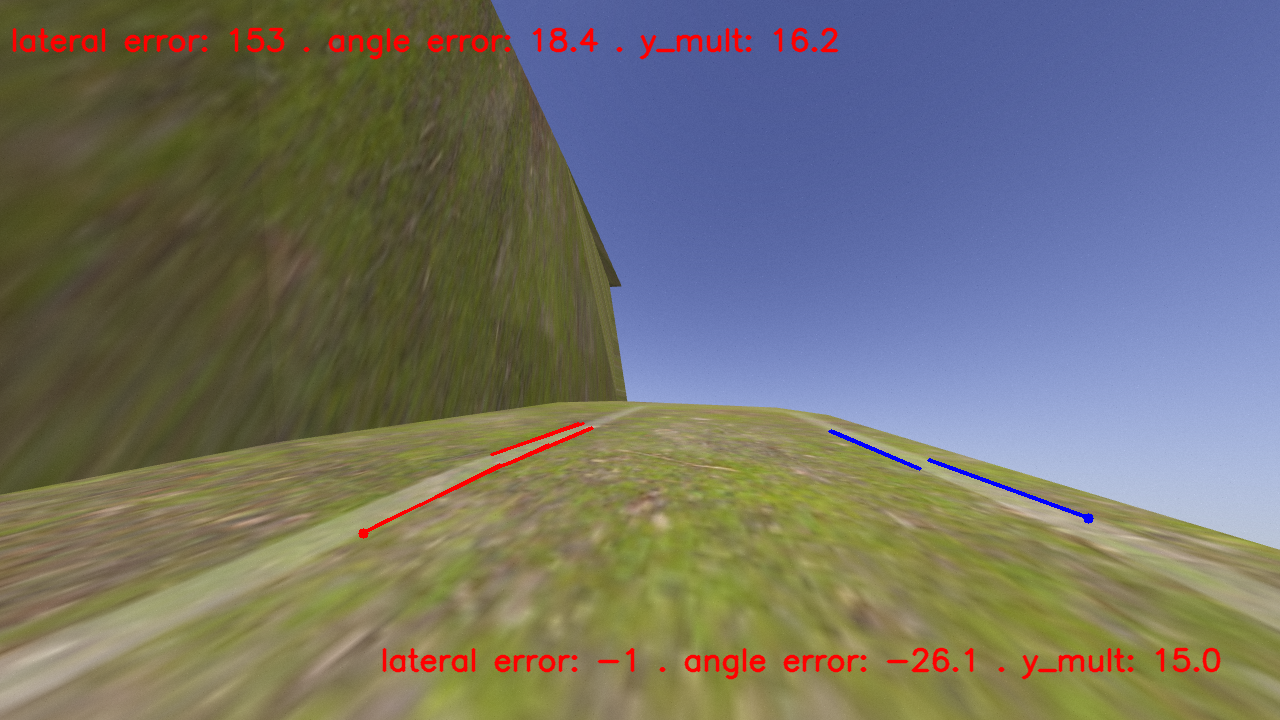 lateral error: 153 . angle error: 18.4 . y_mult: 16.2
lateral error: −1 . angle error: −26.1 . y_mult: 15.0